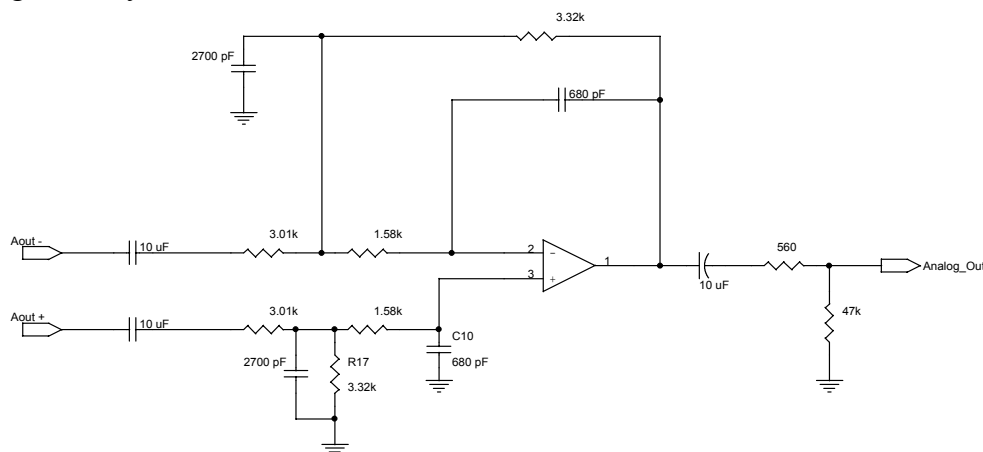 3.32k
2700 pF
680 pF
Aout -
10 uF
3.01k
1.58k
2
-
3
+
1
10 uF
560
Analog_Out
47k
Aout +
10 uF
3.01k
1.58k
2700 pF
R17
3.32k
C10
680 pF